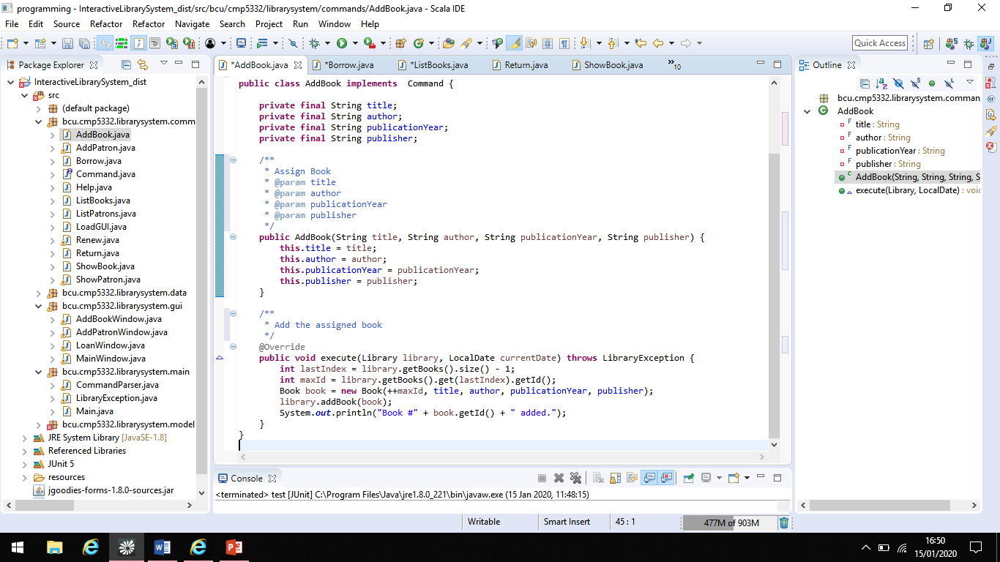 programming - InteractiveLibrarySystem_dist/src/bcu/cmp5332/librarysystem/commands/AddBook.java - Scala IDE
File Edit Source Refactor Refactor Navigate Search Project Run Window Help
Quick Access
Package Explorer
InteractiveLibrarySystem_dist
src
(default package)
bcu.cmp5332.librarysystem.comm
AddBook.java
AddPatron.java
Borrow.java
Command.java
Help.java
ListBooks.java
ListPatrons.java
LoadGUI.java
Renew.java
Return.java
ShowBook.java
ShowPatron.java
bcu.cmp5332.librarysystem.data
bcu.cmp5332.librarysystem.gui
AddBookWindow.java
AddPatronWindow.java
LoanWindow.java
MainWindow.java
bcu.cmp5332.librarysystem.main
CommandParser.java
LibraryException.java
Main.java
bcu.cmp5332.librarysystem.model
JRE System Library [JavaSE-1.8]
Referenced Libraries
JUnit 5
resources
jgoodies-forms-1.8.0-sources.jar
*AddBook.java *Borrow.java *ListBooks.java Return.java ShowBook.java »10
public class AddBook implements  Command {
private final String title;
private final String author;
private final String publicationYear;
private final String publisher;
/**
* Assign Book
* @param title
* @param author
* @param publicationYear
* @param publisher
*/
public AddBook(String title, String author, String publicationYear, String publisher) {
this.title = title;
this.author = author;
this.publicationYear = publicationYear;
this.publisher = publisher;
}
/**
* Add the assigned book
*/
@Override
public void execute(Library library, LocalDate currentDate) throws LibraryException {
int lastIndex = library.getBooks().size() - 1;
int maxId = library.getBooks().get(lastIndex).getId();
Book book = new Book(++maxId, title, author, publicationYear, publisher);
library.addBook(book);
System.out.println("Book #" + book.getId() + " added.");
}
}
Console
<terminated> test [JUnit] C:\Program Files\Java\jre1.8.0_221\bin\javaw.exe (15 Jan 2020, 11:48:15)
Outline
bcu.cmp5332.librarysystem.comman
AddBook
title : String
author : String
publicationYear : String
publisher : String
AddBook(String, String, String, S
execute(Library, LocalDate) : void
Writable Smart Insert 45 : 1 477M of 903M
16:50
15/01/2020